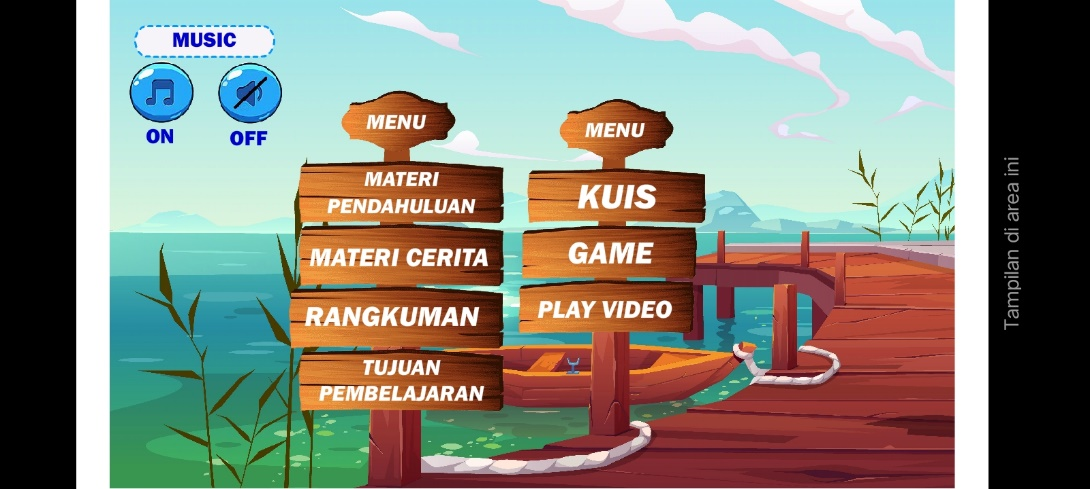 MUSIC
ON
OFF
MENU
MATERI
PENDAHULUAN
MATERI CERITA
RANGKUMAN
TUJUAN
PEMBELAJARAN
MENU
KUIS
GAME
PLAY VIDEO
Tampilan di area ini